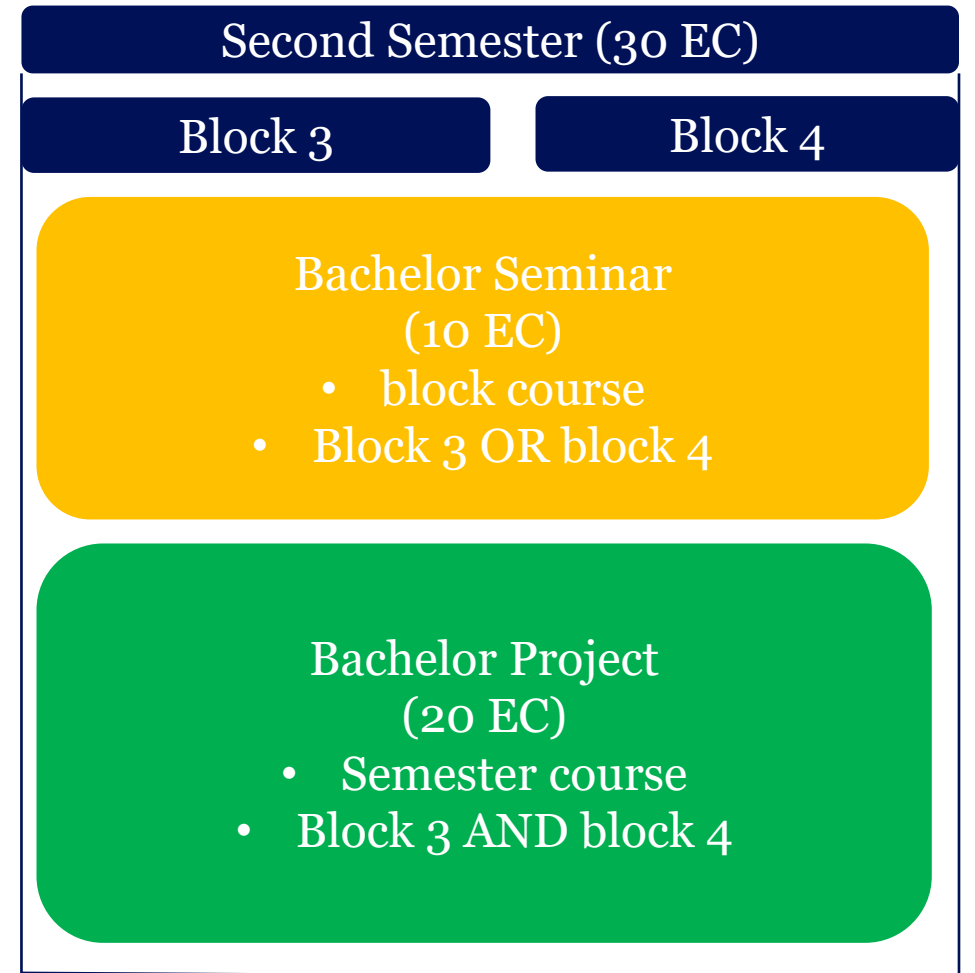 Second Semester (30 EC)
Block 3
Block 4
Bachelor Seminar
(10 EC)
• block course
• Block 3 OR block 4
Bachelor Project
(20 EC)
• Semester course
• Block 3 AND block 4